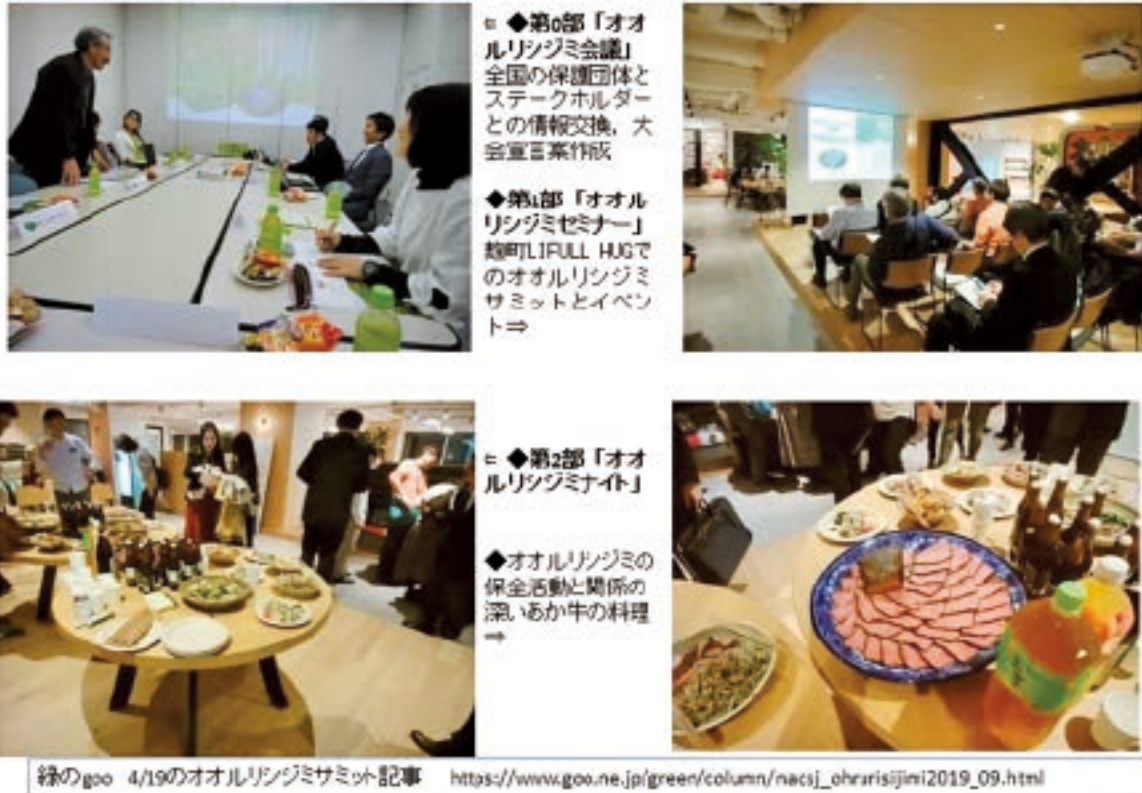 ⇐ ◆第0部「オオ
ルリシジミ会議」
全国の保護団体と
ステークホルダー
との情報交換、大
会宣言案作成
◆第1部「オオル
リシジミセミナー」
麹町LIFULL HUBで
のオオルリシジミ
サミットとイベン
ト⇒
⇐ ◆第2部「オオ
ルリシジミナイト」
◆オオルリシジミの
保全活動と関係の
深いあか牛の料理
⇒
緑のgoo 4/19のオオルリシジミサミット記事 https://www.goo.ne.jp/green/column/nacsj_ohrurisijimi2019_09.html